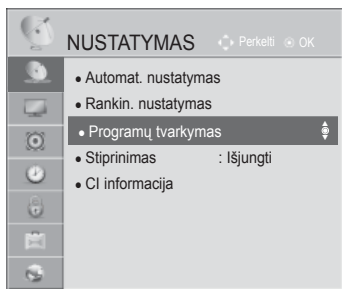 NUSTATYMAS Perkelti OK
• Automat. nustatymas
• Rankin. nustatymas
• Programų tvarkymas
• Stiprinimas : Išjungti
• CI informacija